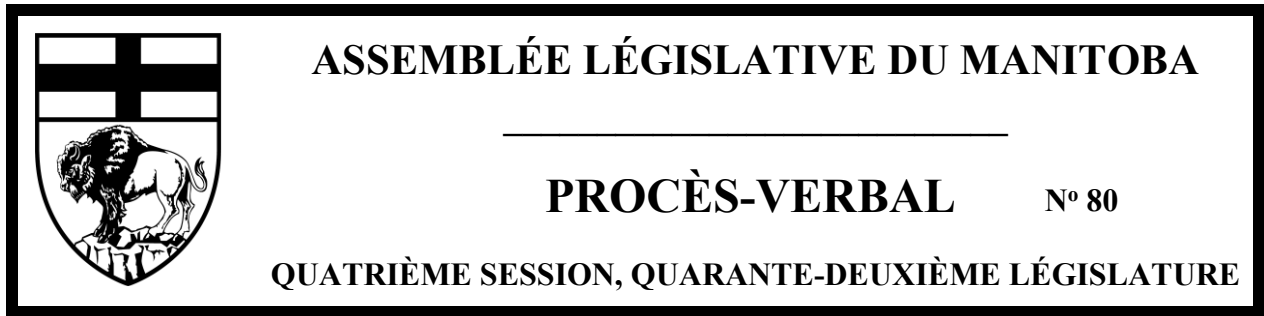 ASSEMBLÉE LÉGISLATIVE DU MANITOBA
PROCÈS-VERBAL Nº 80
QUATRIÈME SESSION, QUARANTE-DEUXIÈME LÉGISLATURE